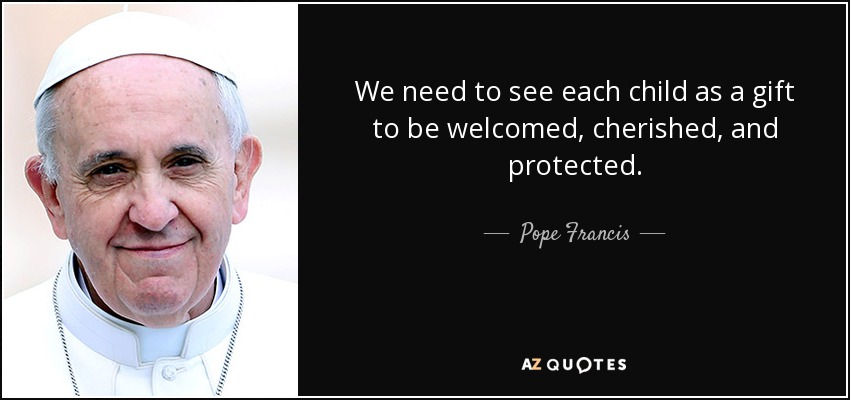 We need to see each child as a gift
to be welcomed, cherished, and
protected.
Pope Francis
AZ QUOTES